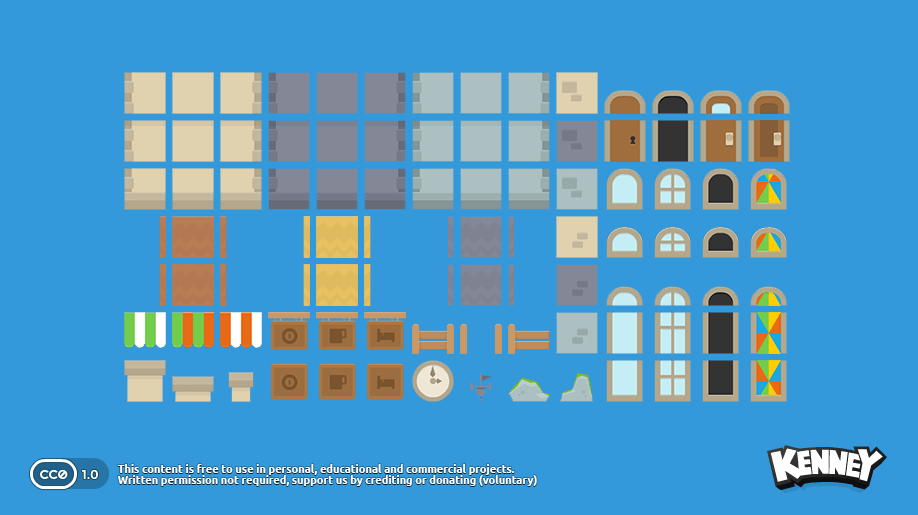 CC0 1.0
This content is free to use in personal, educational and commercial projects.
Written permission not required, support us by crediting or donating (voluntary)
KENNEY